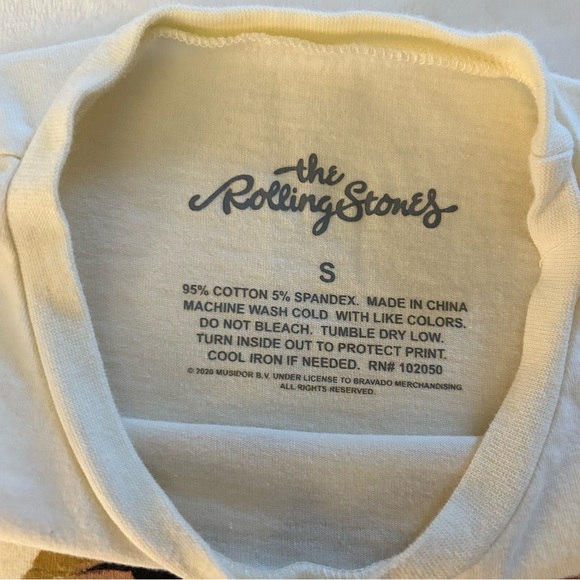 the
Rolling Stones
S
95% COTTON 5% SPANDEX. MADE IN CHINA
MACHINE WASH COLD WITH LIKE COLORS.
DO NOT BLEACH. TUMBLE DRY LOW.
TURN INSIDE OUT TO PROTECT PRINT.
COOL IRON IF NEEDED. RN# 102050
© 2020 MUSIDOR B.V. UNDER LICENSE TO BRAVADO MERCHANDISING.
ALL RIGHTS RESERVED.